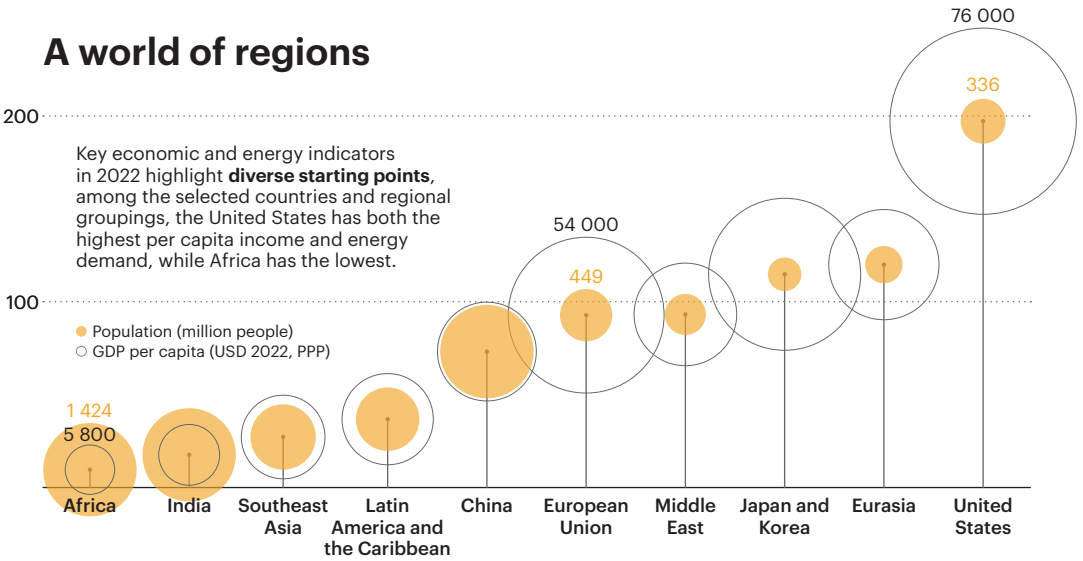 A world of regions
76 000
336
200
Key economic and energy indicators
in 2022 highlight diverse starting points,
among the selected countries and regional
groupings, the United States has both the
highest per capita income and energy
demand, while Africa has the lowest.
54 000
449
100
Population (million people)
GDP per capita (USD 2022, PPP)
1 424
5 800
Africa
India
Southeast
Asia
Latin
America and
the Caribbean
China
European
Union
Middle
East
Japan and
Korea
Eurasia
United
States